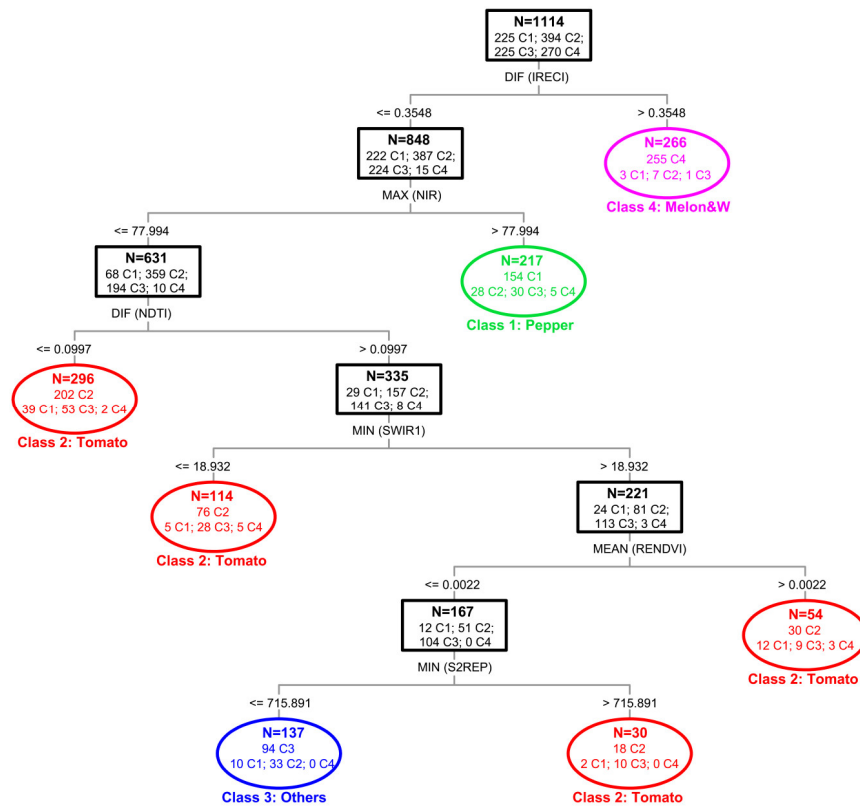 N=1114
225 C1; 394 C2;
225 C3; 270 C4
DIF (IRECI)
<= 0.3548
> 0.3548
N=848
222 C1; 387 C2;
224 C3; 15 C4
MAX (NIR)
N=266
255 C4
3 C1; 7 C2; 1 C3
Class 4: Melon&W
<= 77.994
> 77.994
N=631
68 C1; 359 C2;
194 C3; 10 C4
DIF (NDTI)
N=217
154 C1
28 C2; 30 C3; 5 C4
Class 1: Pepper
<= 0.0997
> 0.0997
N=296
202 C2
39 C1; 53 C3; 2 C4
Class 2: Tomato
N=335
29 C1; 157 C2;
141 C3; 8 C4
MIN (SWIR1)
<= 18.932
> 18.932
N=114
76 C2
5 C1; 28 C3; 5 C4
Class 2: Tomato
N=221
24 C1; 81 C2;
113 C3; 3 C4
MEAN (RENDVI)
<= 0.0022
> 0.0022
N=167
12 C1; 51 C2;
104 C3; 0 C4
MIN (S2REP)
N=54
30 C2
12 C1; 9 C3; 3 C4
Class 2: Tomato
<= 715.891
> 715.891
N=137
94 C3
10 C1; 33 C2; 0 C4
Class 3: Others
N=30
18 C2
2 C1; 10 C3; 0 C4
Class 2: Tomato